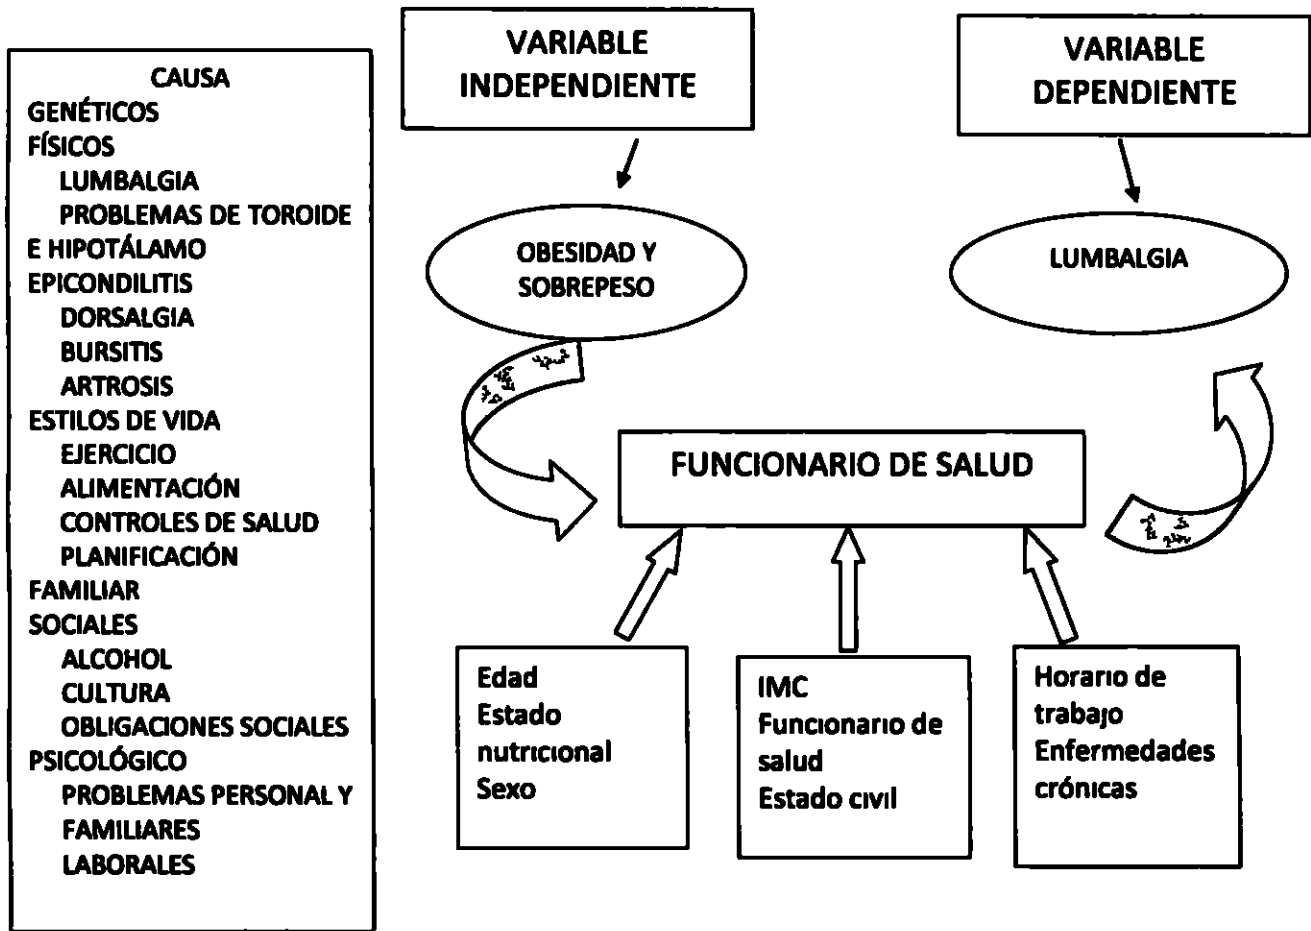 CAUSA
GENÉTICOS
FÍSICOS
LUMBALGIA
PROBLEMAS DE TOROIDE
E HIPOTÁLAMO
EPICONDILITIS
DORSALGIA
BURSITIS
ARTROSIS
ESTILOS DE VIDA
EJERCICIO
ALIMENTACIÓN
CONTROLES DE SALUD
PLANIFICACIÓN
FAMILIAR
SOCIALES
ALCOHOL
CULTURA
OBLIGACIONES SOCIALES
PSICOLÓGICO
PROBLEMAS PERSONAL Y
FAMILIARES
LABORALES
VARIABLE
INDEPENDIENTE
VARIABLE
DEPENDIENTE
OBESIDAD Y
SOBREPESO
LUMBALGIA
FUNCIONARIO DE SALUD
Edad
Estado
nutricional
Sexo
IMC
Funcionario de
salud
Estado civil
Horario de
trabajo
Enfermedades
crónicas